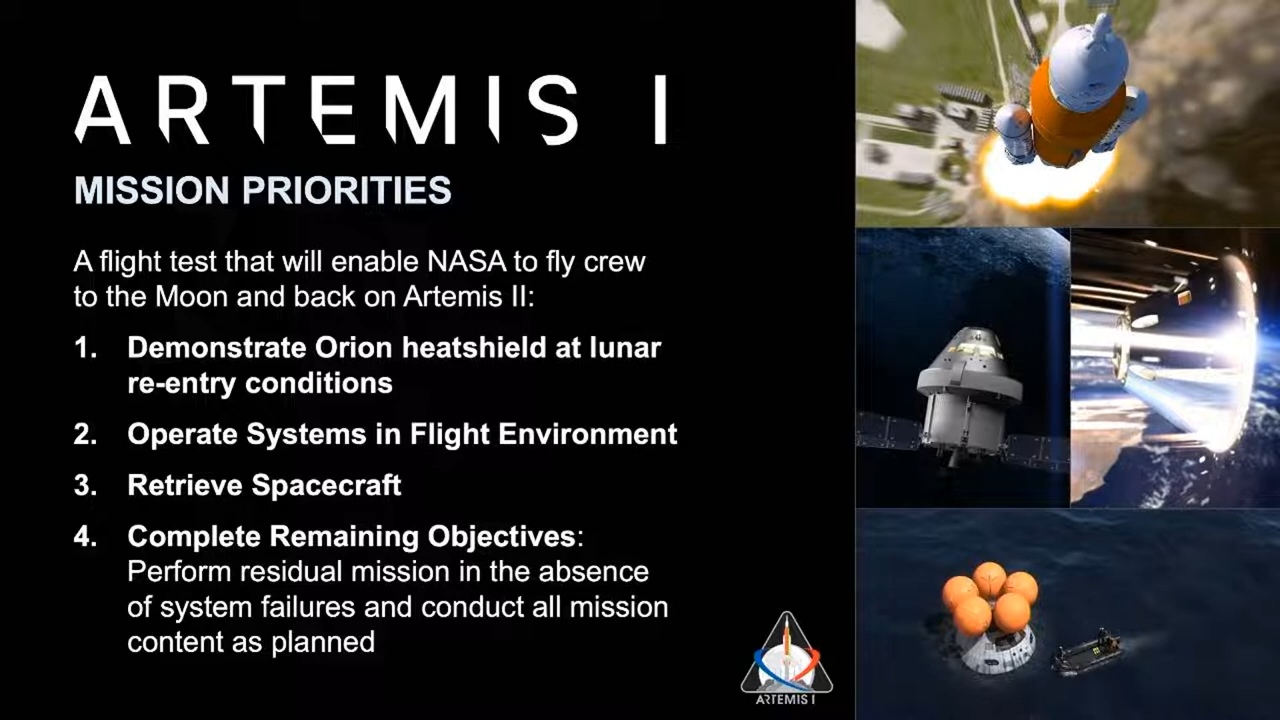 ARTEMIS I
MISSION PRIORITIES
A flight test that will enable NASA to fly crew
to the Moon and back on Artemis II:
1. Demonstrate Orion heatshield at lunar
re-entry conditions
2. Operate Systems in Flight Environment
3. Retrieve Spacecraft
4. Complete Remaining Objectives:
Perform residual mission in the absence
of system failures and conduct all mission
content as planned
ARTEMIS I